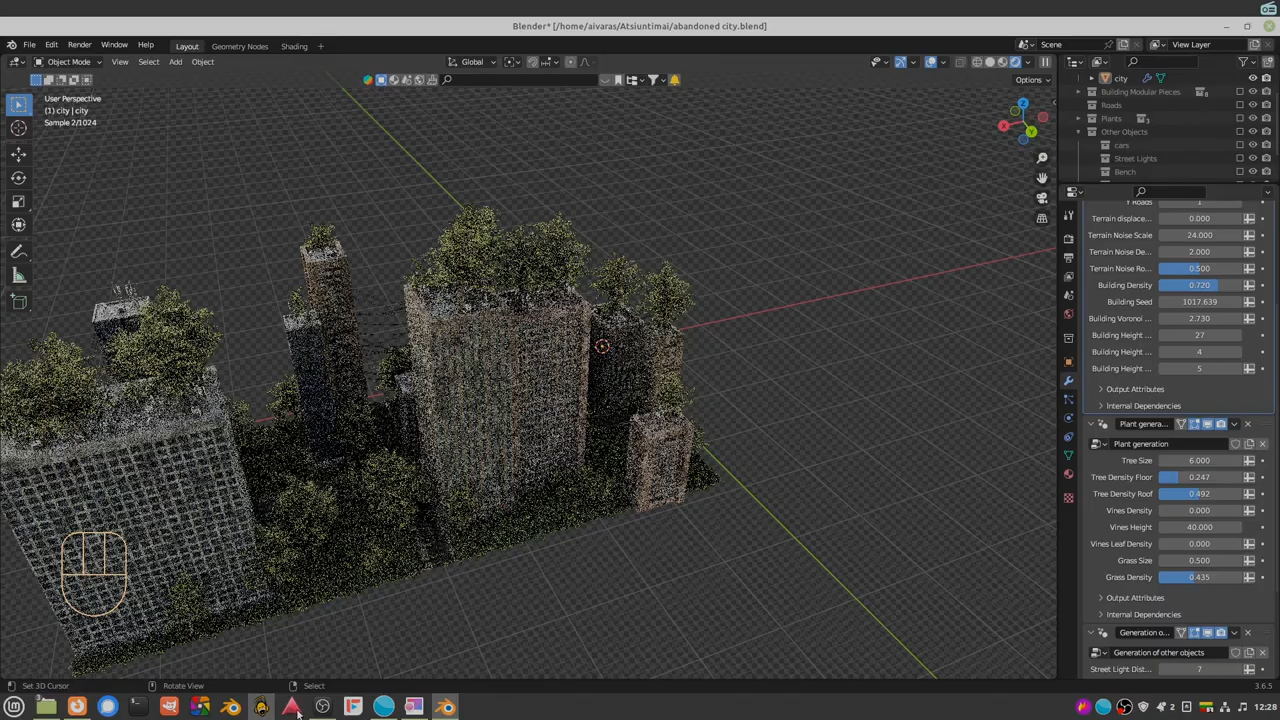 Blender* [/home/aivaras/Atsiuntimai/abandoned city.blend]
File Edit Render Window Help Layout Geometry Nodes Shading + Scene View Layer
Object Mode View Select Add Object Global
Options
User Perspective
(1) city | city
Sample 2/1024
Z
X
Y
city
Building Modular Pieces 8
Roads
Plants 3
Other Objects
cars
Street Lights
Bench
Y Roads 1
Terrain displace... 0.000
Terrain Noise Scale 24.000
Terrain Noise De... 2.000
Terrain Noise Ro... 0.500
Building Density 0.720
Building Seed 1017.639
Building Voronoi ... 2.730
Building Height ... 27
Building Height ... 4
Building Height ... 5
Output Attributes
Internal Dependencies
Plant genera...
Plant generation
Tree Size 6.000
Tree Density Floor 0.247
Tree Density Roof 0.492
Vines Density 0.000
Vines Height 40.000
Vines Leaf Density 0.000
Grass Size 0.500
Grass Density 0.435
Output Attributes
Internal Dependencies
Generation o...
Generation of other objects
Street Light Dist... 7
Set 3D Cursor Rotate View Select 3.6.5
12:28